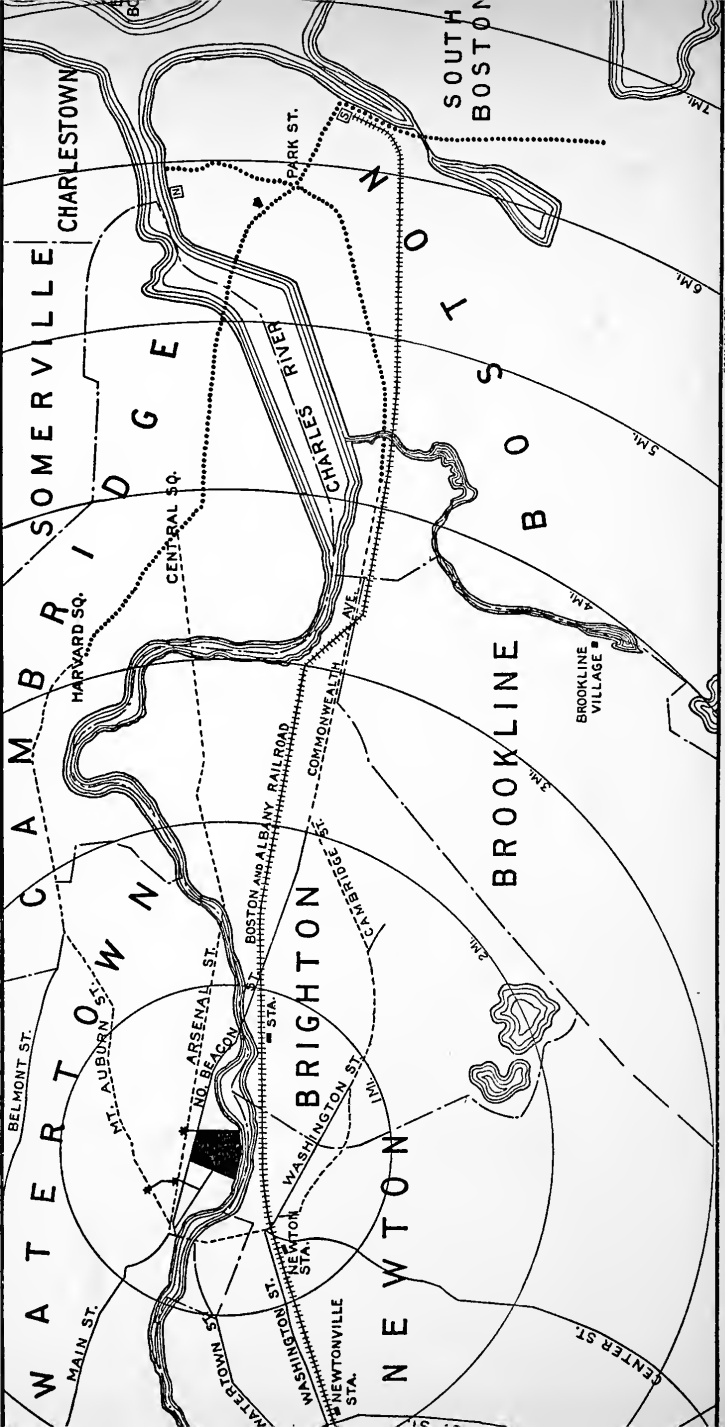 SOUTH
BOSTON
CHARLESTOWN
PARK ST.
S
N
7 MI.
6 MI.
5 MI.
4 MI.
3 MI.
2 MI.
1 MI.
SOMERVILLE
CAMBRIDGE
BOSTON
CHARLES RIVER
CENTRAL SQ.
HARVARD SQ.
COMMONWEALTH AVE.
BROOKLINE
VILLAGE
BROOKLINE
BOSTON AND ALBANY RAILROAD
CAMBRIDGE ST.
BRIGHTON
STA.
WATERTOWN
BELMONT ST.
MT. AUBURN ST.
ARSENAL ST.
NO. BEACON ST.
WASHINGTON ST.
NEWTON
STA.
NEWTON
MAIN ST.
WATERTOWN ST.
WASHINGTON ST.
NEWTONVILLE
STA.
CENTER ST.